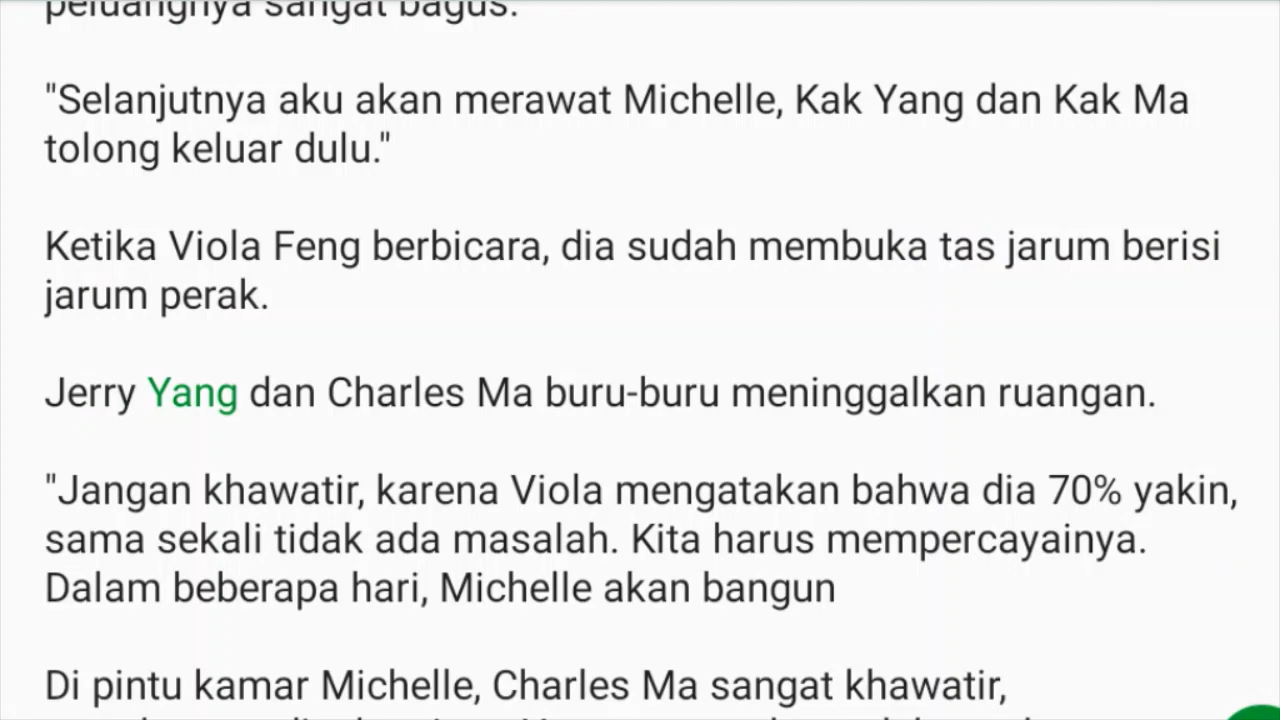 peluangnya sangat bagus.
"Selanjutnya aku akan merawat Michelle, Kak Yang dan Kak Ma
tolong keluar dulu."
Ketika Viola Feng berbicara, dia sudah membuka tas jarum berisi
jarum perak.
Jerry Yang dan Charles Ma buru-buru meninggalkan ruangan.
"Jangan khawatir, karena Viola mengatakan bahwa dia 70% yakin,
sama sekali tidak ada masalah. Kita harus mempercayainya.
Dalam beberapa hari, Michelle akan bangun
Di pintu kamar Michelle, Charles Ma sangat khawatir,